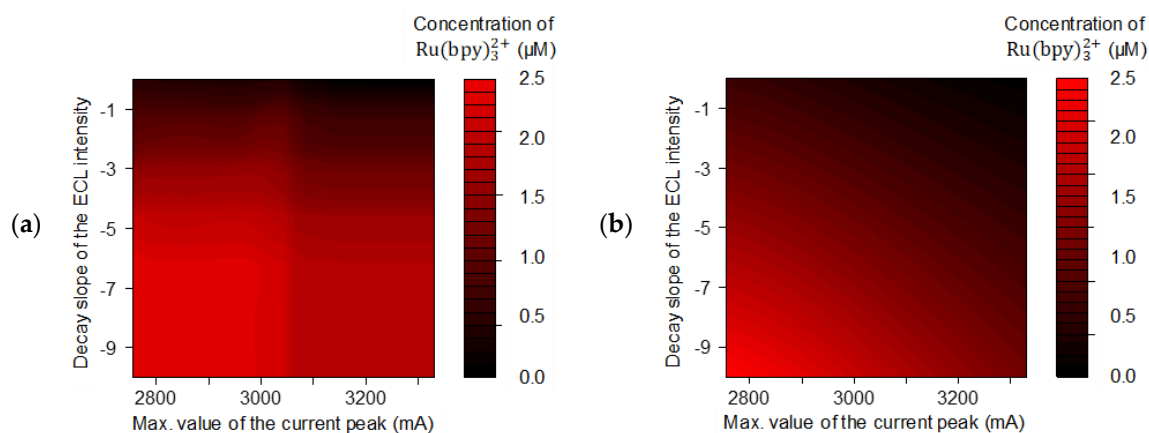 Concentration of
Ru(bpy)₃²⁺ (µM)
2.5
2.0
1.5
1.0
0.5
0.0
-1
-3
-5
-7
-9
Decay slope of the ECL intensity
2800
3000
3200
Max. value of the current peak (mA)
(a)
Concentration of
Ru(bpy)₃²⁺ (µM)
2.5
2.0
1.5
1.0
0.5
0.0
-1
-3
-5
-7
-9
Decay slope of the ECL intensity
2800
3000
3200
Max. value of the current peak (mA)
(b)